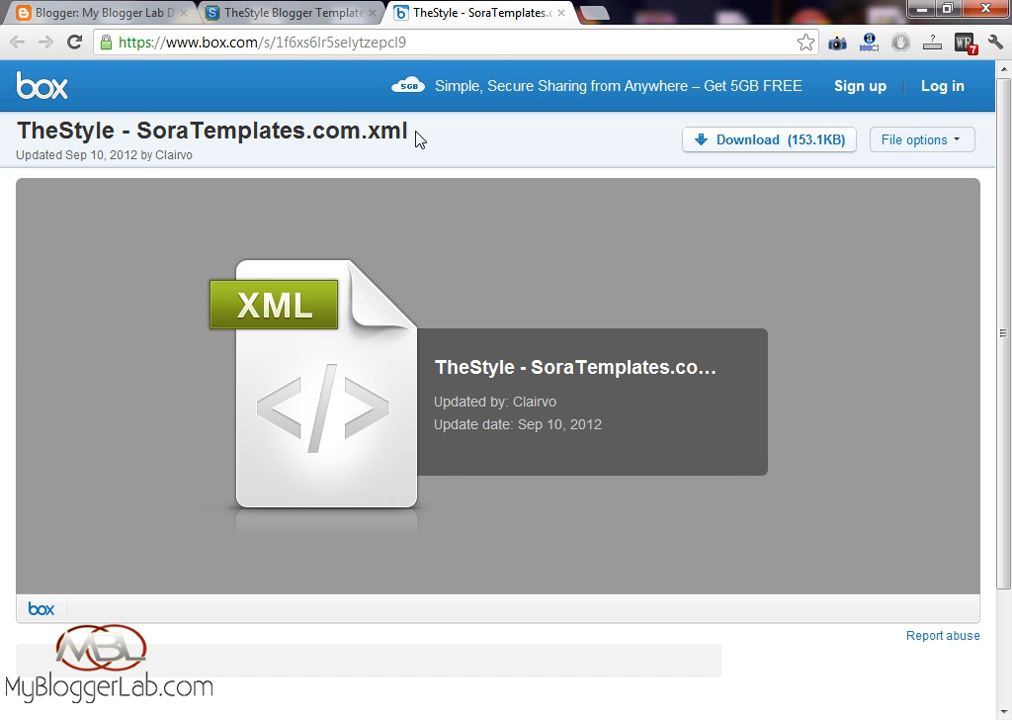 Blogger: My Blogger Lab D
TheStyle Blogger Template
TheStyle - SoraTemplates.c
https://www.box.com/s/1f6xs6lr5selytzepcl9
7
box
5GB
Simple, Secure Sharing from Anywhere – Get 5GB FREE
Sign up
Log in
TheStyle - SoraTemplates.com.xml
Updated Sep 10, 2012 by Clairvo
Download (153.1KB)
File options
XML
</>
TheStyle - SoraTemplates.co...
Updated by: Clairvo
Update date: Sep 10, 2012
box
Report abuse
MBL
MyBloggerLab.com